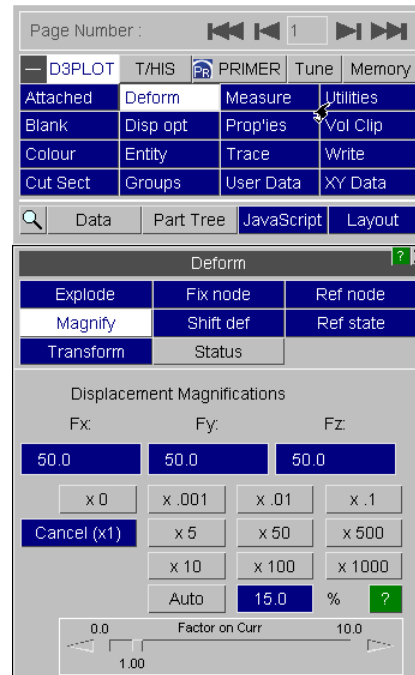 Page Number : 1
D3PLOT T/HIS PR PRIMER Tune Memory
Attached Deform Measure Utilities
Blank Disp opt Prop'ies Vol Clip
Colour Entity Trace Write
Cut Sect Groups User Data XY Data
Data Part Tree JavaScript Layout
Deform ?
Explode Fix node Ref node
Magnify Shift def Ref state
Transform Status
Displacement Magnifications
Fx: Fy: Fz:
50.0 50.0 50.0
x 0 x .001 x .01 x .1
Cancel (x1) x 5 x 50 x 500
x 10 x 100 x 1000
Auto 15.0 % ?
0.0 Factor on Curr 10.0
1.00